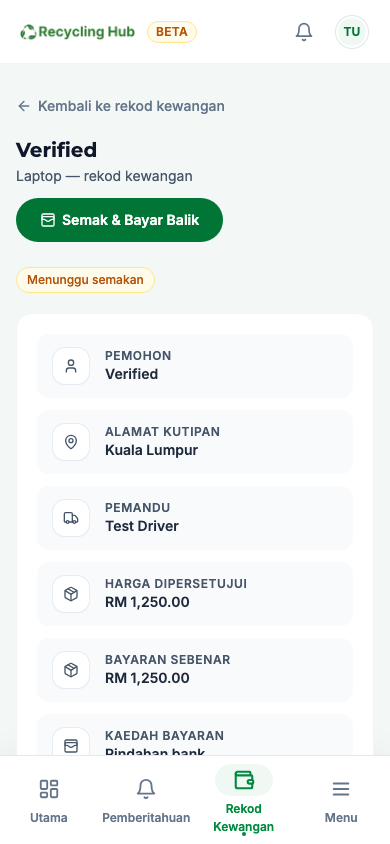 Recycling Hub
BETA
TU
Kembali ke rekod kewangan
Verified
Laptop — rekod kewangan
Semak & Bayar Balik
Menunggu semakan
PEMOHON
Verified
ALAMAT KUTIPAN
Kuala Lumpur
PEMANDU
Test Driver
HARGA DIPERSETUJUI
RM 1,250.00
BAYARAN SEBENAR
RM 1,250.00
KAEDAH BAYARAN
Pindahan bank
Utama
Pemberitahuan
Rekod
Kewangan
Menu